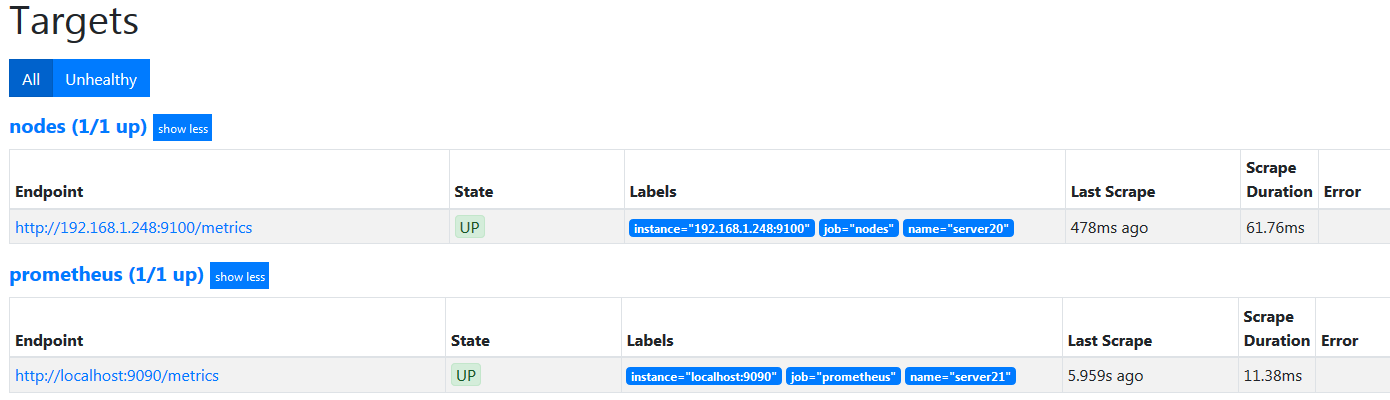 Targets
All Unhealthy
nodes (1/1 up) show less
Scrape
Endpoint State Labels Last Scrape Duration Error
http://192.168.1.248:9100/metrics UP instance="192.168.1.248:9100" job="nodes" name="server20" 478ms ago 61.76ms
prometheus (1/1 up) show less
Scrape
Endpoint State Labels Last Scrape Duration Error
http://localhost:9090/metrics UP instance="localhost:9090" job="prometheus" name="server21" 5.959s ago 11.38ms